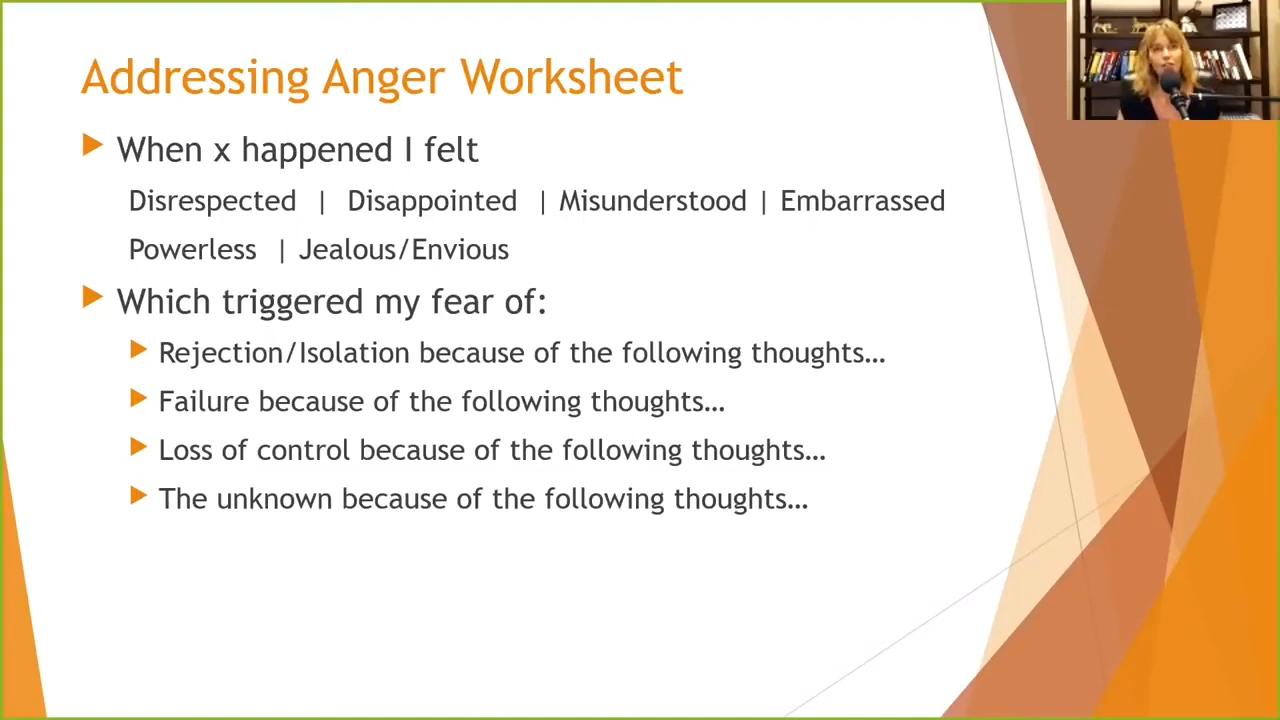 Addressing Anger Worksheet
When x happened I felt
Disrespected | Disappointed | Misunderstood | Embarrassed
Powerless | Jealous/Envious
Which triggered my fear of:
Rejection/Isolation because of the following thoughts…
Failure because of the following thoughts…
Loss of control because of the following thoughts…
The unknown because of the following thoughts…